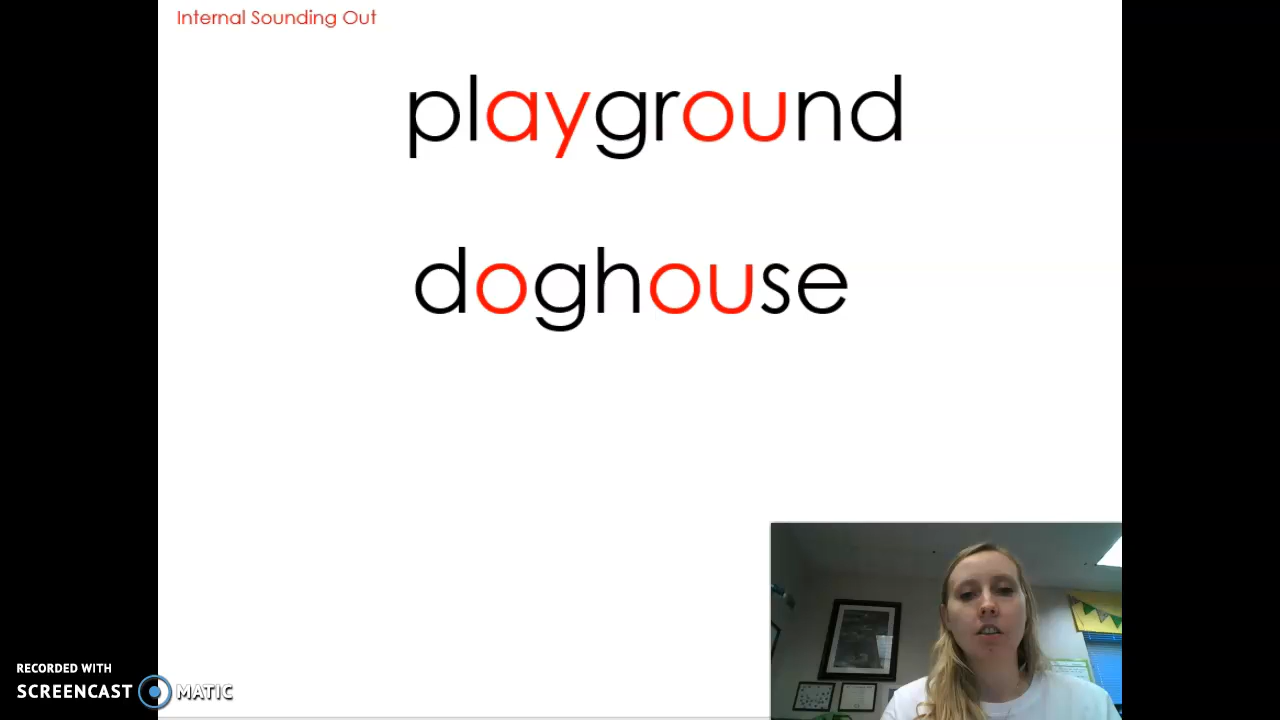 Internal Sounding Out
playground
doghouse
RECORDED WITH
SCREENCAST MATIC